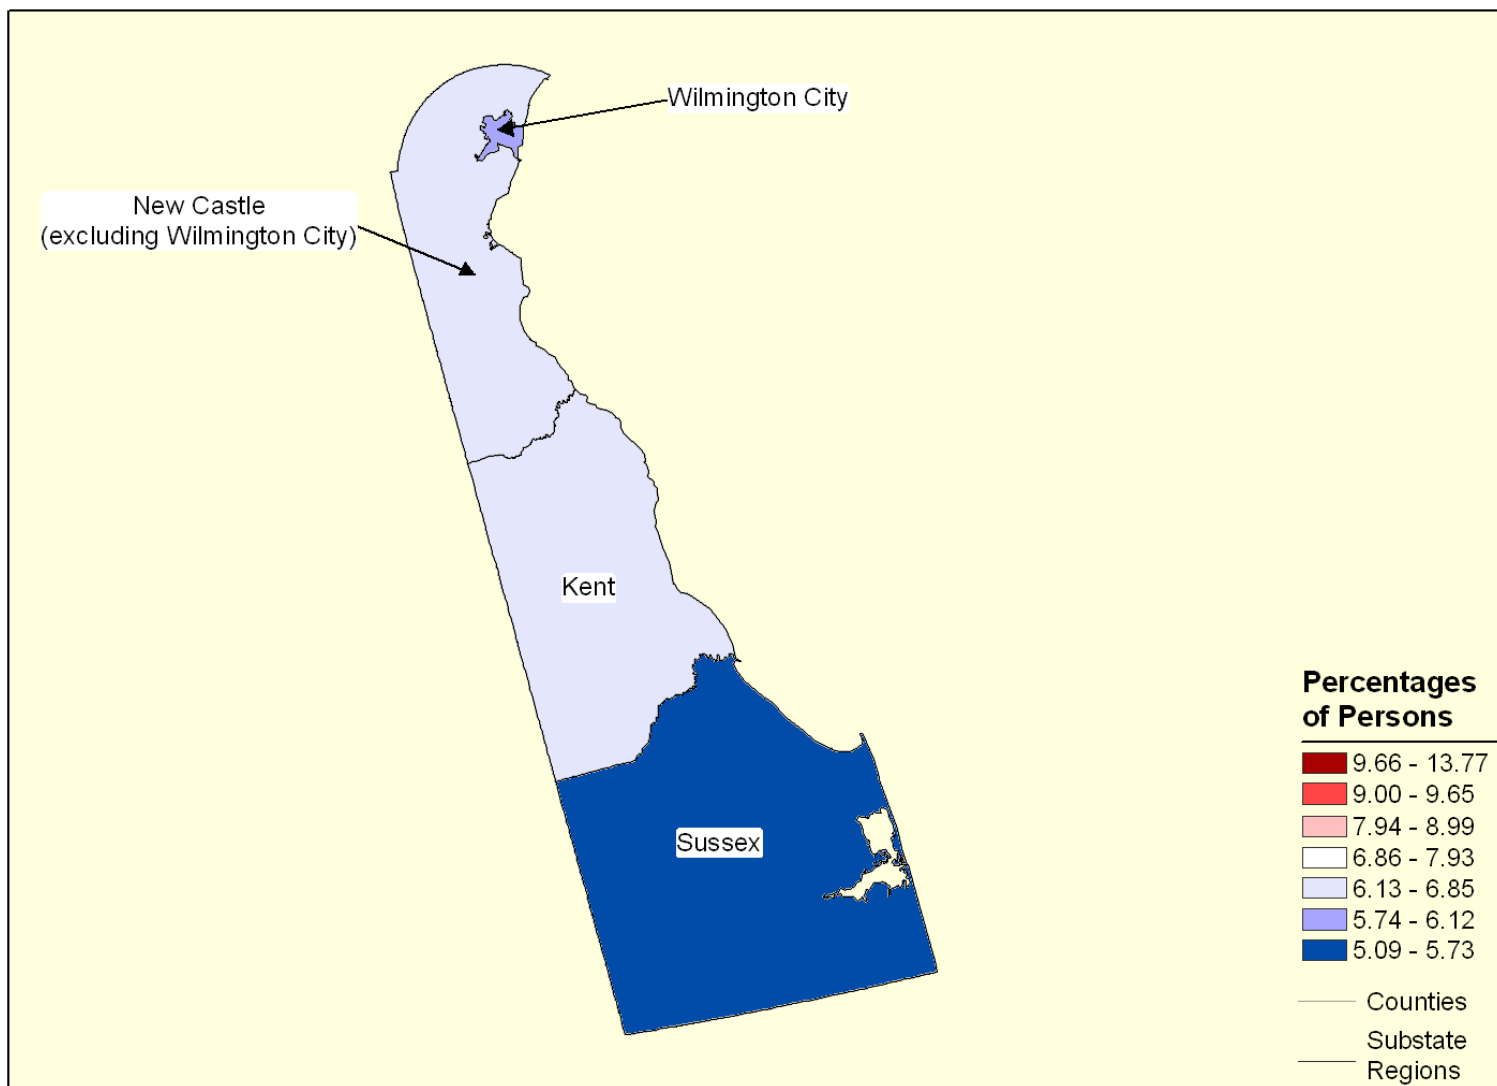 Wilmington City
New Castle
(excluding Wilmington City)
Kent
Sussex
Percentages
of Persons
9.66 - 13.77
9.00 - 9.65
7.94 - 8.99
6.86 - 7.93
6.13 - 6.85
5.74 - 6.12
5.09 - 5.73
Counties
Substate
Regions